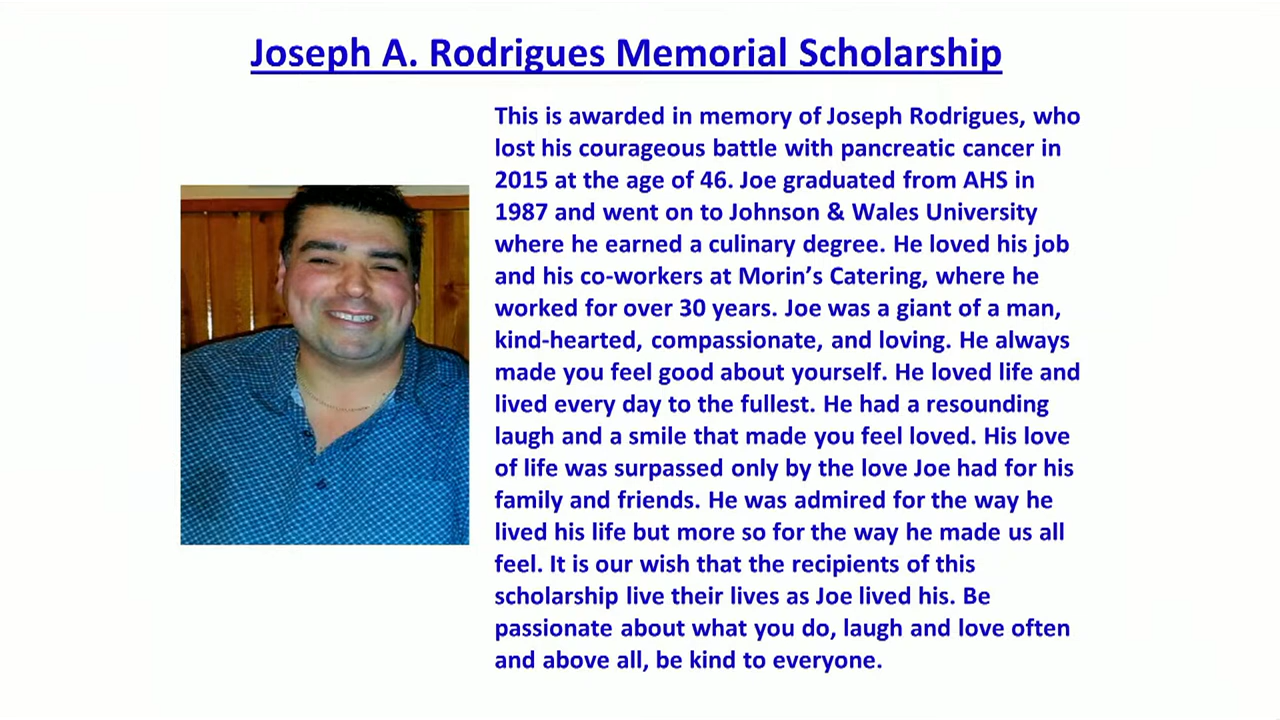 Joseph A. Rodrigues Memorial Scholarship
This is awarded in memory of Joseph Rodrigues, who
lost his courageous battle with pancreatic cancer in
2015 at the age of 46. Joe graduated from AHS in
1987 and went on to Johnson & Wales University
where he earned a culinary degree. He loved his job
and his co-workers at Morin’s Catering, where he
worked for over 30 years. Joe was a giant of a man,
kind-hearted, compassionate, and loving. He always
made you feel good about yourself. He loved life and
lived every day to the fullest. He had a resounding
laugh and a smile that made you feel loved. His love
of life was surpassed only by the love Joe had for his
family and friends. He was admired for the way he
lived his life but more so for the way he made us all
feel. It is our wish that the recipients of this
scholarship live their lives as Joe lived his. Be
passionate about what you do, laugh and love often
and above all, be kind to everyone.